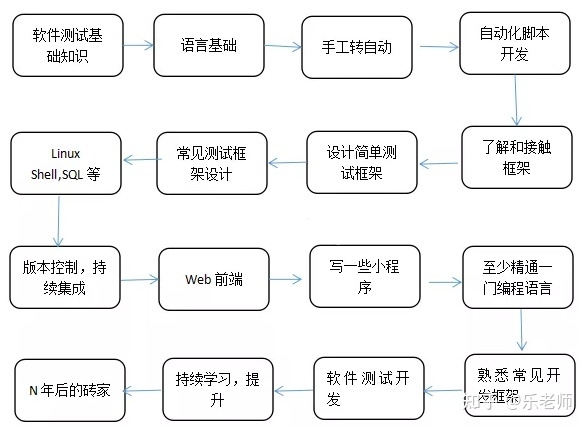 软件测试基
础知识
语言基础
手工转自动
自动化脚本
开发
了解和接触
框架
设计简单测
试框架
常见测试框
架设计
Linux
Shell,SQL 等
版本控制，持
续集成
Web 前端
写一些小程
序
至少精通一
门编程语言
熟悉常见开
发框架
软件测试开
发
持续学习，提
升
N 年后的砖家
知乎 @乐老师